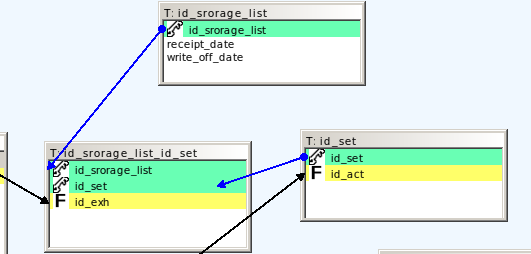 T: id_srorage_list
id_srorage_list
receipt_date
write_off_date
T: id_srorage_list_id_set
id_srorage_list
id_set
F id_exh
T: id_set
id_set
F id_act